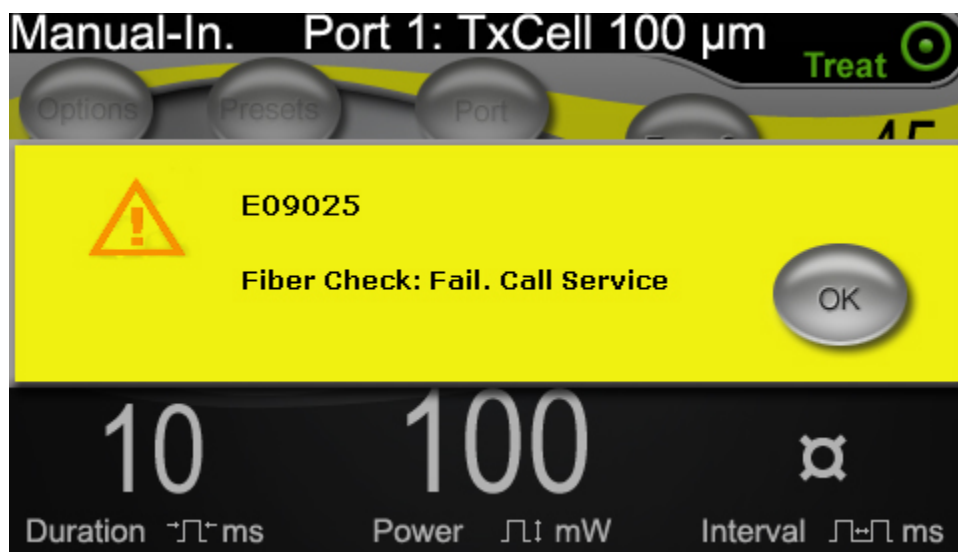 Manual-In. Port 1: TxCell 100 µm
Treat
Options Presets Port
E09025
Fiber Check: Fail. Call Service
OK
10 100 ¤
Duration ms Power mW Interval ms